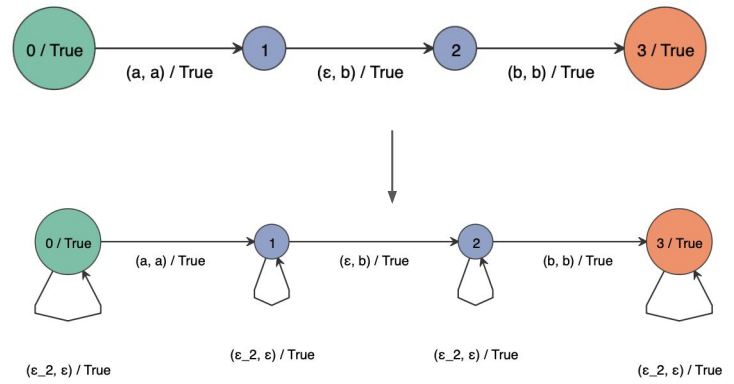 0 / True
1
2
3 / True
(a, a) / True
(ε, b) / True
(b, b) / True
0 / True
1
2
3 / True
(a, a) / True
(ε, b) / True
(b, b) / True
(ε_2, ε) / True
(ε_2, ε) / True
(ε_2, ε) / True
(ε_2, ε) / True